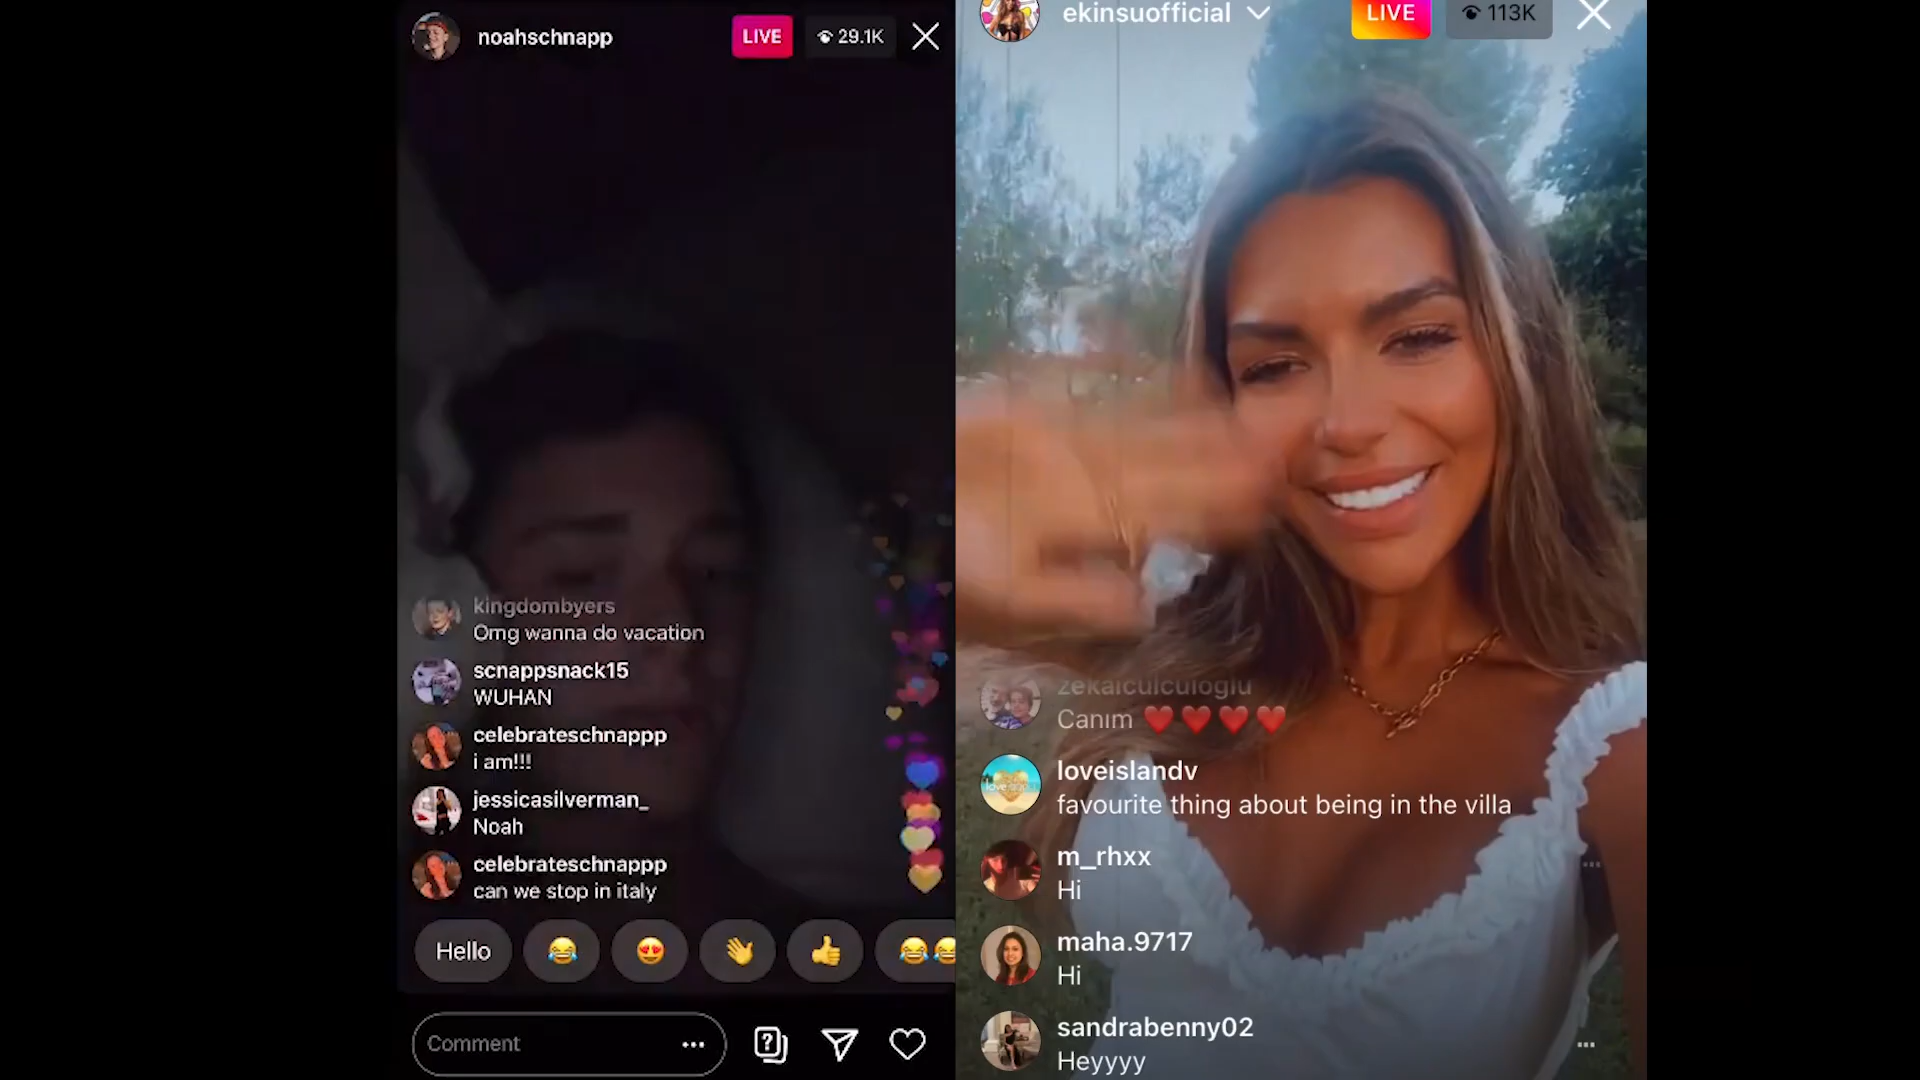 noahschnapp
LIVE
29.1K
kingdombyers
Omg wanna do vacation
scnappsnack15
WUHAN
celebrateschnappp
i am!!!
jessicasilverman_
Noah
celebrateschnappp
can we stop in italy
Hello
Comment
ekinsuofficial
LIVE
113K
zekaiculculoglu
Canım ❤️❤️❤️❤️
loveislandv
favourite thing about being in the villa
m_rhxx
Hi
maha.9717
Hi
sandrabenny02
Heyyyy